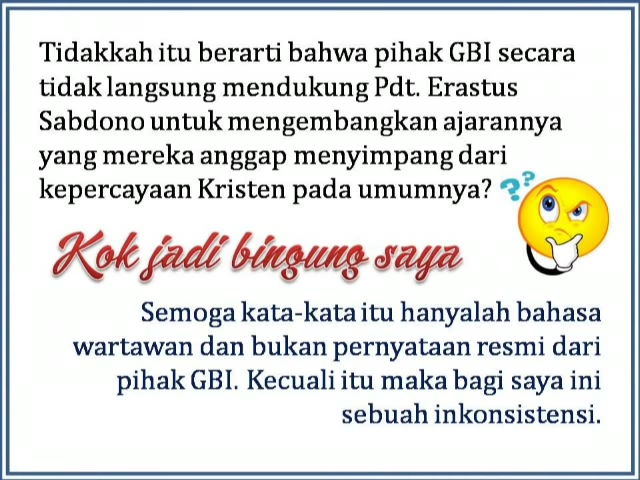 Tidakkah itu berarti bahwa pihak GBI secara
tidak langsung mendukung Pdt. Erastus
Sabdono untuk mengembangkan ajarannya
yang mereka anggap menyimpang dari
kepercayaan Kristen pada umumnya?
??
Kok jadi bingung saya
Semoga kata-kata itu hanyalah bahasa
wartawan dan bukan pernyataan resmi dari
pihak GBI. Kecuali itu maka bagi saya ini
sebuah inkonsistensi.